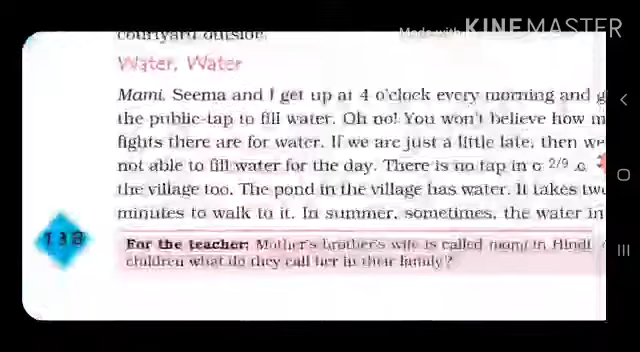 courtyard outside.
Made with KINEMASTER
Water, Water
Mami, Seema and I get up at 4 o'clock every morning and g
the public-tap to fill water. Oh no! You won't believe how m
fights there are for water. If we are just a little late, then we
not able to fill water for the day. There is no tap in
2/9
the village too. The pond in the village has water. It takes
minutes to walk to it. In summer, sometimes, the water in
138
For the teacher: Mother's brother's wife is called mami in Hindi
children what do they call her in their family?